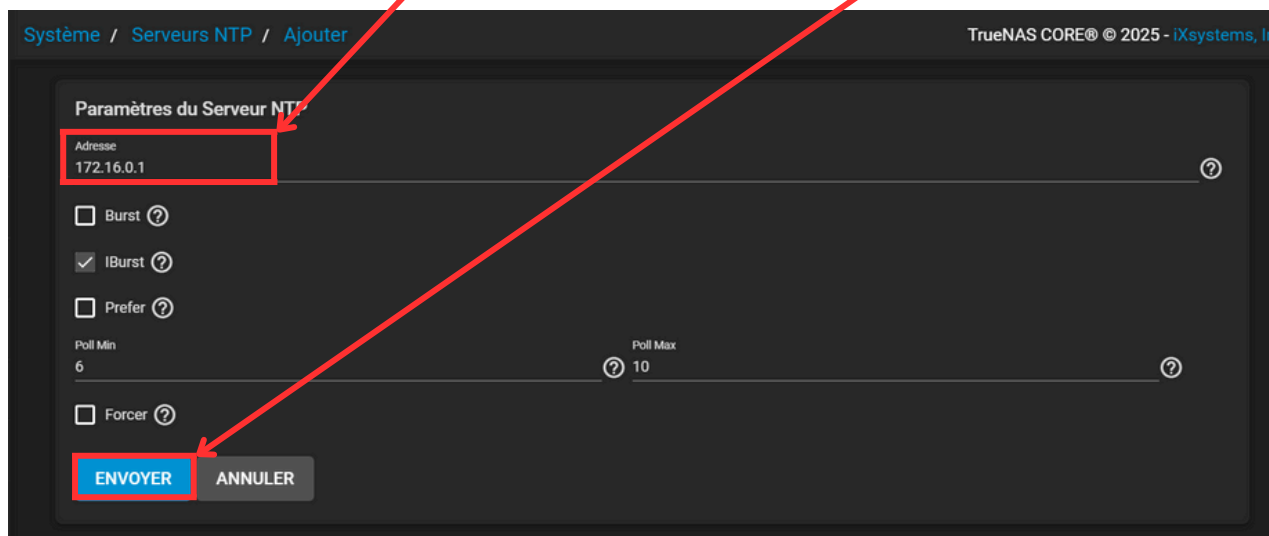 Système / Serveurs NTP / Ajouter
TrueNAS CORE® © 2025 - iXsystems,
Paramètres du Serveur NTP
Adresse
172.16.0.1
Burst
IBurst
Prefer
Poll Min
6
Poll Max
10
Forcer
ENVOYER
ANNULER